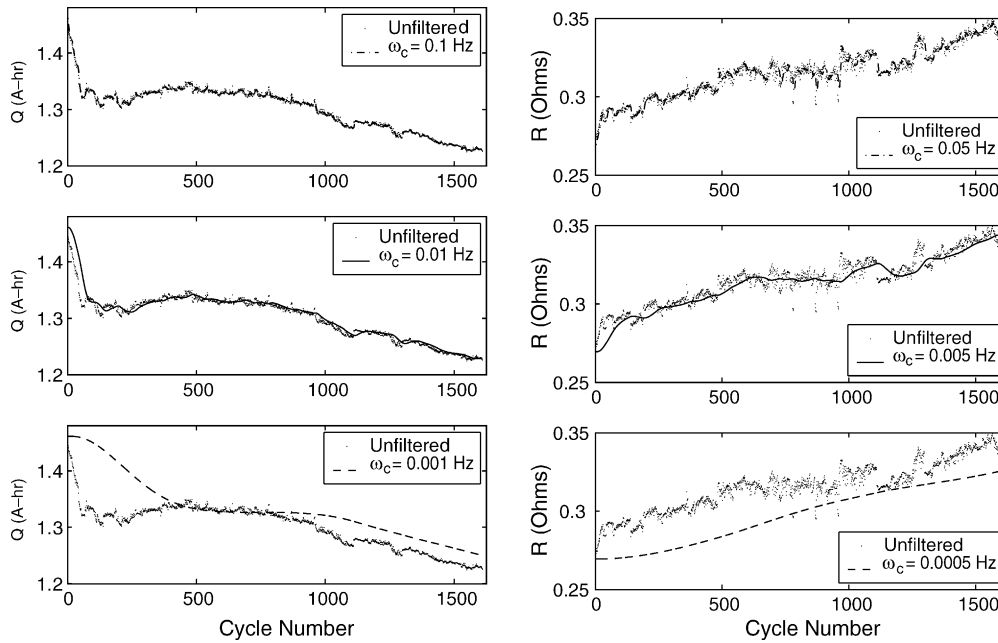 1.4
1.3
1.2
Q (A−hr)
0
500
1000
1500
Unfiltered
ω_c = 0.1 Hz
0.35
0.3
0.25
R (Ohms)
0
500
1000
1500
Unfiltered
ω_c = 0.05 Hz
1.4
1.3
1.2
Q (A−hr)
0
500
1000
1500
Unfiltered
ω_c = 0.01 Hz
0.35
0.3
0.25
R (Ohms)
0
500
1000
1500
Unfiltered
ω_c = 0.005 Hz
1.4
1.3
1.2
Q (A−hr)
0
500
1000
1500
Unfiltered
ω_c = 0.001 Hz
Cycle Number
0.35
0.3
0.25
R (Ohms)
0
500
1000
1500
Unfiltered
ω_c = 0.0005 Hz
Cycle Number